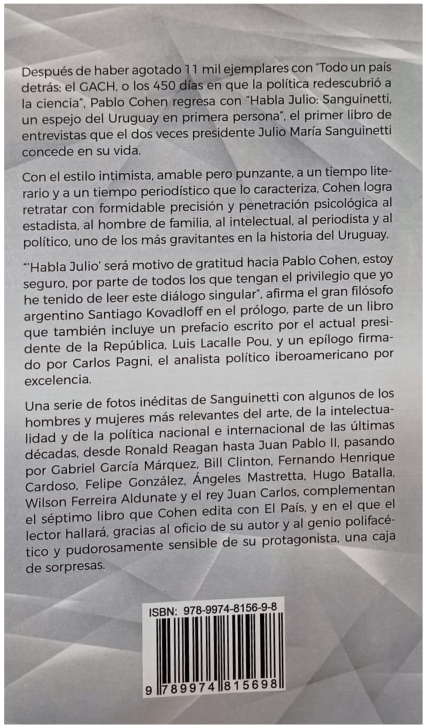 Después de haber agotado 11 mil ejemplares con "Todo un país
detrás: el GACH, o los 450 días en que la política redescubrió a
la ciencia", Pablo Cohen regresa con "Habla Julio: Sanguinetti,
un espejo del Uruguay en primera persona", el primer libro de
entrevistas que el dos veces presidente Julio María Sanguinetti
concede en su vida.
Con el estilo intimista, amable pero punzante, a un tiempo lite-
rario y a un tiempo periodístico que lo caracteriza, Cohen logra
retratar con formidable precisión y penetración psicológica al
estadista, al hombre de familia, al intelectual, al periodista y al
político, uno de los más gravitantes en la historia del Uruguay.
"'Habla Julio' será motivo de gratitud hacia Pablo Cohen, estoy
seguro, por parte de todos los que tengan el privilegio que yo
he tenido de leer este diálogo singular", afirma el gran filósofo
argentino Santiago Kovadloff en el prólogo, parte de un libro
que también incluye un prefacio escrito por el actual presi-
dente de la República, Luis Lacalle Pou, y un epílogo firma-
do por Carlos Pagni, el analista político iberoamericano por
excelencia.
Una serie de fotos inéditas de Sanguinetti con algunos de los
hombres y mujeres más relevantes del arte, de la intelectua-
lidad y de la política nacional e internacional de las últimas
décadas, desde Ronald Reagan hasta Juan Pablo II, pasando
por Gabriel García Márquez, Bill Clinton, Fernando Henrique
Cardoso, Felipe González, Ángeles Mastretta, Hugo Batalla,
Wilson Ferreira Aldunate y el rey Juan Carlos, complementan
el séptimo libro que Cohen edita con El País, y en el que el
lector hallará, gracias al oficio de su autor y al genio polifacé-
tico y pudorosamente sensible de su protagonista, una caja
de sorpresas.
ISBN: 978-9974-8156-9-8
9 789974 815698